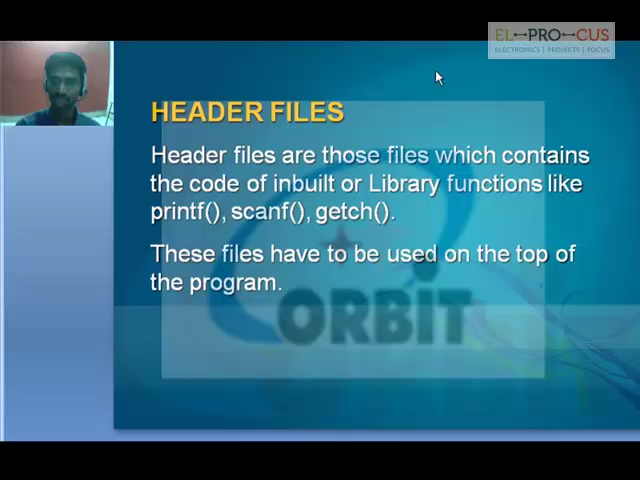 EL PRO CUS
ELECTRONICS | PROJECTS | FOCUS
HEADER FILES
Header files are those files which contains
the code of inbuilt or Library functions like
printf(), scanf(), getch().
These files have to be used on the top of
the program.
ORBIT